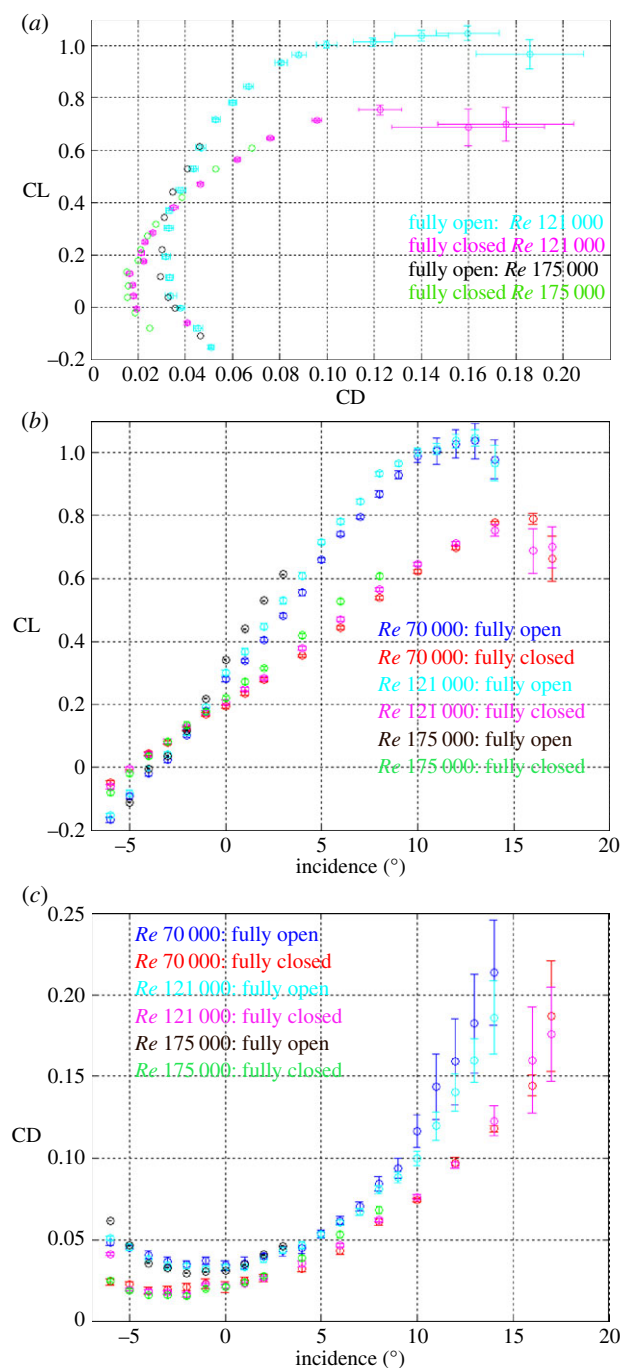 (a)
1.0
0.8
0.6
CL
0.4
0.2
0
−0.2
fully open: Re 121 000
fully closed Re 121 000
fully open: Re 175 000
fully closed Re 175 000
0 0.02 0.04 0.06 0.08 0.10 0.12 0.14 0.16 0.18 0.20
CD
(b)
1.0
0.8
0.6
CL
0.4
0.2
0
−0.2
Re 70 000: fully open
Re 70 000: fully closed
Re 121 000: fully open
Re 121 000: fully closed
Re 175 000: fully open
Re 175 000: fully closed
−5 0 5 10 15 20
incidence (°)
(c)
0.25
0.20
0.15
CD
0.10
0.05
0
Re 70 000: fully open
Re 70 000: fully closed
Re 121 000: fully open
Re 121 000: fully closed
Re 175 000: fully open
Re 175 000: fully closed
−5 0 5 10 15 20
incidence (°)